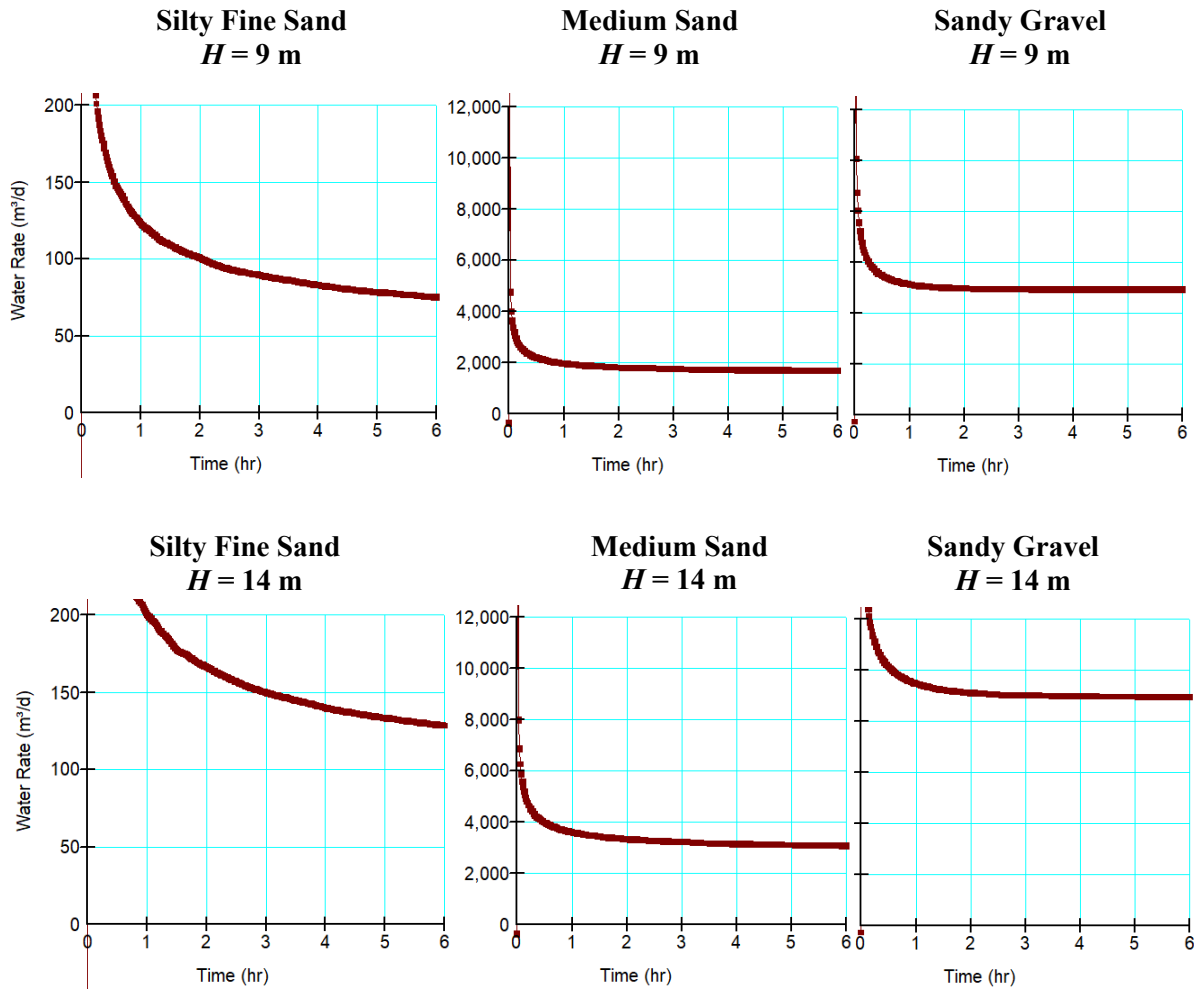 Silty Fine Sand
H = 9 m
Medium Sand
H = 9 m
Sandy Gravel
H = 9 m
Water Rate (m³/d)
200
150
100
50
0
0 1 2 3 4 5 6
Time (hr)
12,000
10,000
8,000
6,000
4,000
2,000
0
0 1 2 3 4 5 6
Time (hr)
0 1 2 3 4 5 6
Time (hr)
Silty Fine Sand
H = 14 m
Medium Sand
H = 14 m
Sandy Gravel
H = 14 m
Water Rate (m³/d)
200
150
100
50
0
0 1 2 3 4 5 6
Time (hr)
12,000
10,000
8,000
6,000
4,000
2,000
0
0 1 2 3 4 5 6
Time (hr)
0 1 2 3 4 5 6
Time (hr)